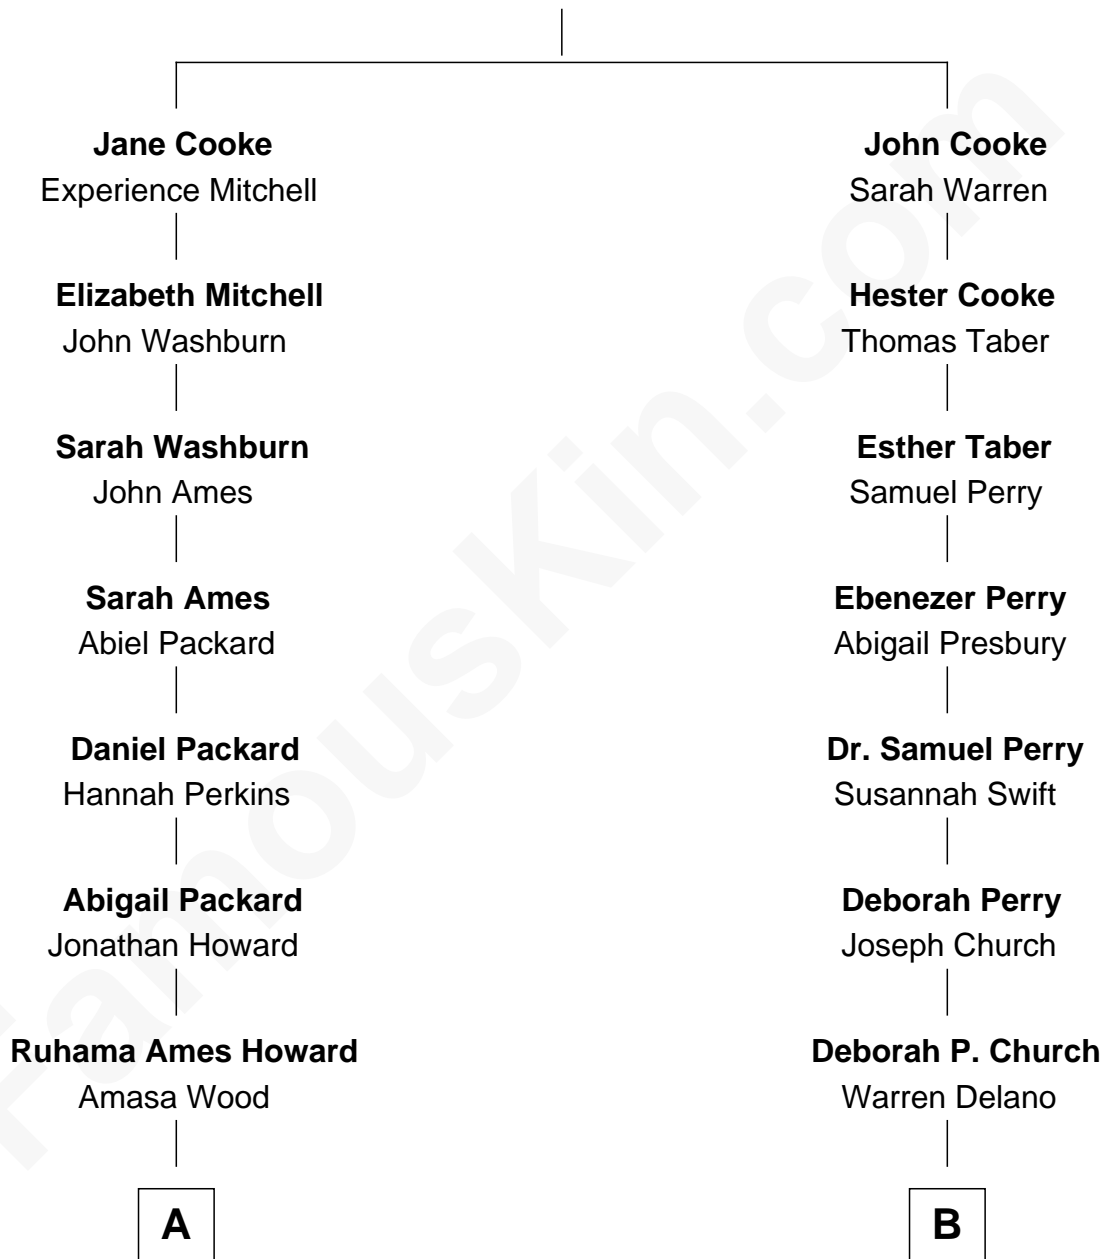 Jane Cooke
Experience Mitchell
Elizabeth Mitchell
John Washburn
Sarah Washburn
John Ames
Sarah Ames
Abiel Packard
Daniel Packard
Hannah Perkins
Abigail Packard
Jonathan Howard
Ruhama Ames Howard
Amasa Wood
A
John Cooke
Sarah Warren
Hester Cooke
Thomas Taber
Esther Taber
Samuel Perry
Ebenezer Perry
Abigail Presbury
Dr. Samuel Perry
Susannah Swift
Deborah Perry
Joseph Church
Deborah P. Church
Warren Delano
B
FamousKin.com